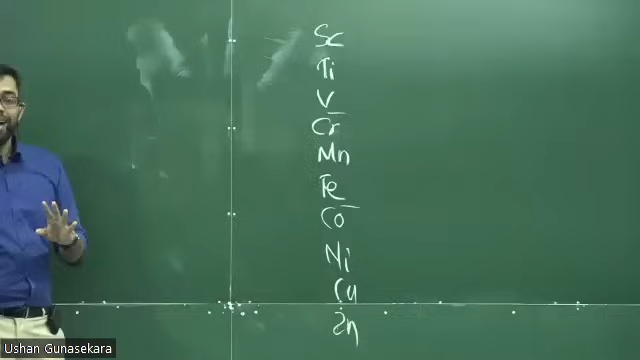 Sc
Ti
V
Cr
Mn
Fe
Co
Ni
Cu
Zn
Ushan Gunasekara